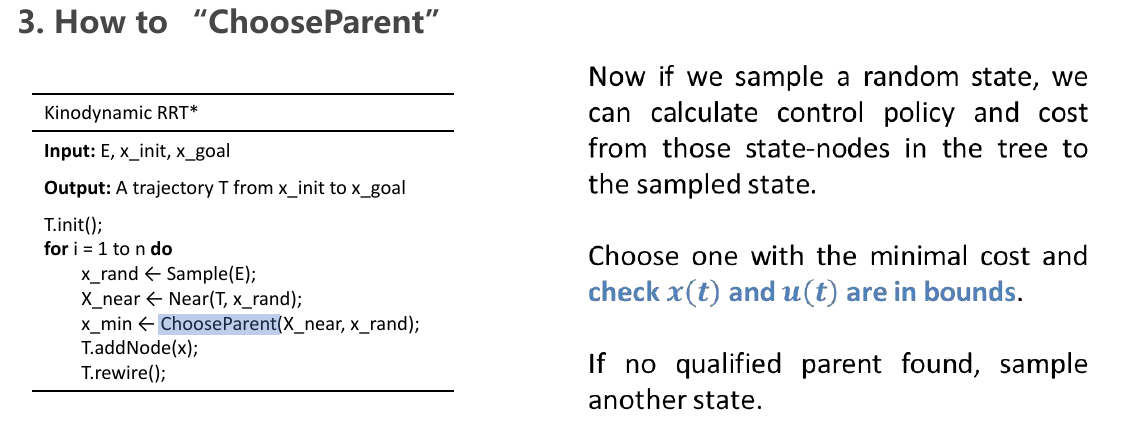 3. How to “ChooseParent”
Kinodynamic RRT*
Input: E, x_init, x_goal
Output: A trajectory T from x_init to x_goal
T.init();
for i = 1 to n do
x_rand ← Sample(E);
X_near ← Near(T, x_rand);
x_min ← ChooseParent(X_near, x_rand);
T.addNode(x);
T.rewire();
Now if we sample a random state, we
can calculate control policy and cost
from those state-nodes in the tree to
the sampled state.
Choose one with the minimal cost and
check x(t) and u(t) are in bounds.
If no qualified parent found, sample
another state.